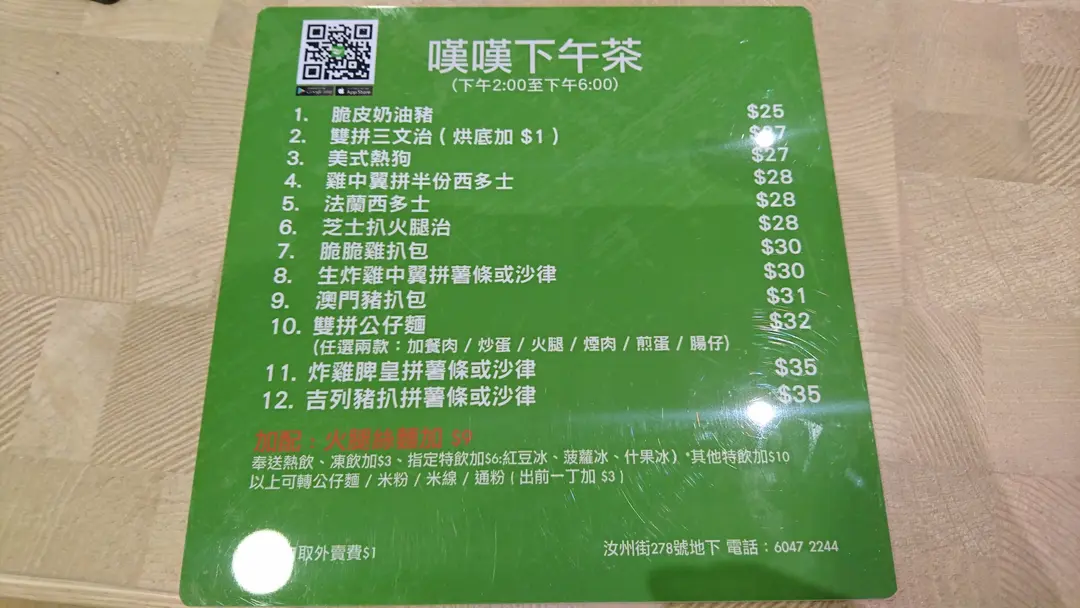 嘆嘆下午茶
(下午2:00至下午6:00)
1. 脆皮奶油豬 $25
2. 雙拼三文治 ( 烘底加 $1 ) $27
3. 美式熱狗 $27
4. 雞中翼拼半份西多士 $28
5. 法蘭西多士 $28
6. 芝士扒火腿治 $28
7. 脆脆雞扒包 $30
8. 生炸雞中翼拼薯條或沙律 $30
9. 澳門豬扒包 $31
10. 雙拼公仔麵 $32
(任選兩款：加餐肉 / 炒蛋 / 火腿 / 煙肉 / 煎蛋 / 腸仔)
11. 炸雞脾皇拼薯條或沙律 $35
12. 吉列豬扒拼薯條或沙律 $35
加配：火腿絲麵加 $9
奉送熱飲、凍飲加$3、指定特飲加$6:紅豆冰、菠蘿冰、什果冰）*其他特飲加$10
以上可轉公仔麵 / 米粉 / 米線 / 通粉 ( 出前一丁加 $3 )
取外賣費$1
汝州街278號地下 電話：6047 2244